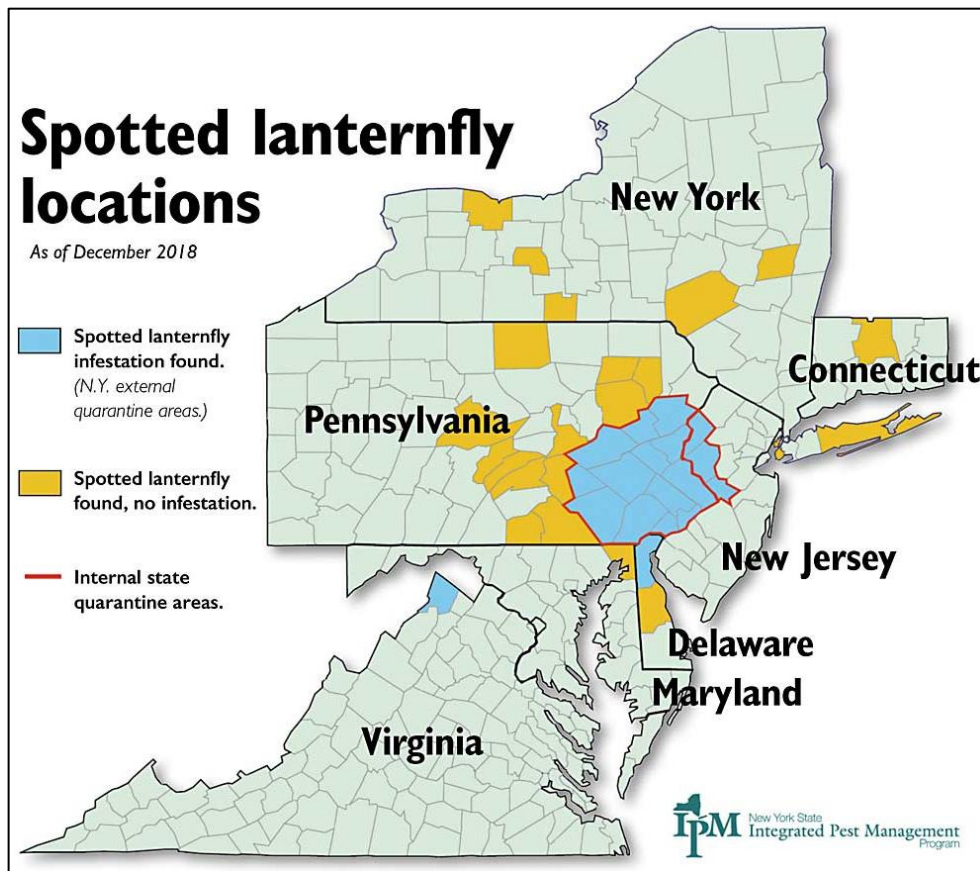 Spotted lanternfly
locations
As of December 2018
New York
Spotted lanternfly
infestation found.
(N.Y. external
quarantine areas.)
Connecticut
Pennsylvania
Spotted lanternfly
found, no infestation.
New Jersey
Internal state
quarantine areas.
Delaware
Maryland
Virginia
IPM
New York State
Integrated Pest Management
Program